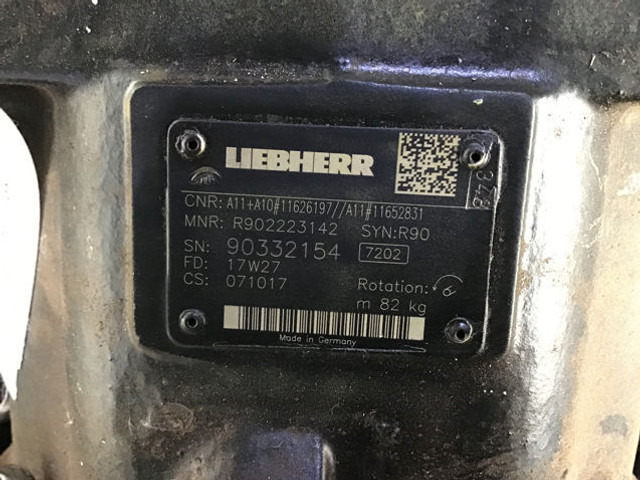 LIEBHERR
CNR: A11+A10#11626197//A11#11652831
MNR: R902223142 SYN:R90
SN: 90332154 7202
FD: 17W27
CS: 071017
Rotation:
m 82 kg
Made in Germany